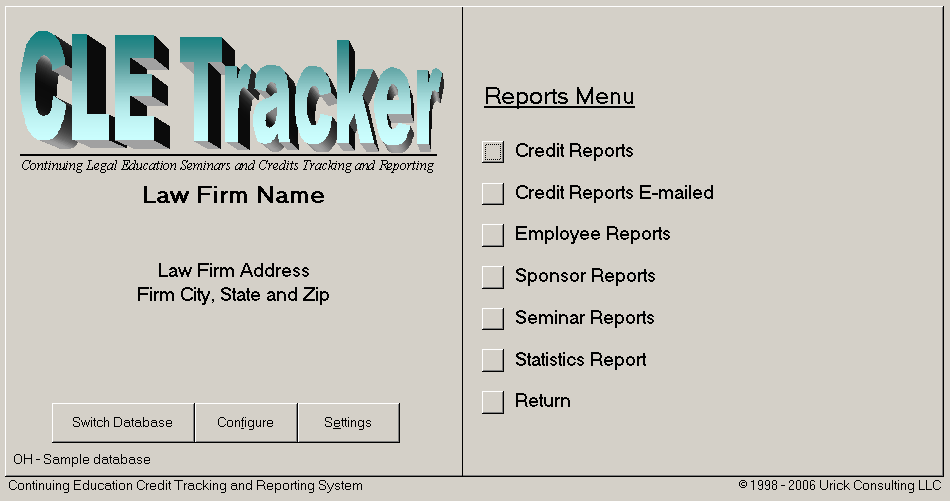 CLE Tracker
Continuing Legal Education Seminars and Credits Tracking and Reporting
Law Firm Name
Law Firm Address
Firm City, State and Zip
Switch Database
Configure
Settings
OH - Sample database
Reports Menu
Credit Reports
Credit Reports E-mailed
Employee Reports
Sponsor Reports
Seminar Reports
Statistics Report
Return
Continuing Education Credit Tracking and Reporting System
© 1998 - 2006 Urick Consulting LLC